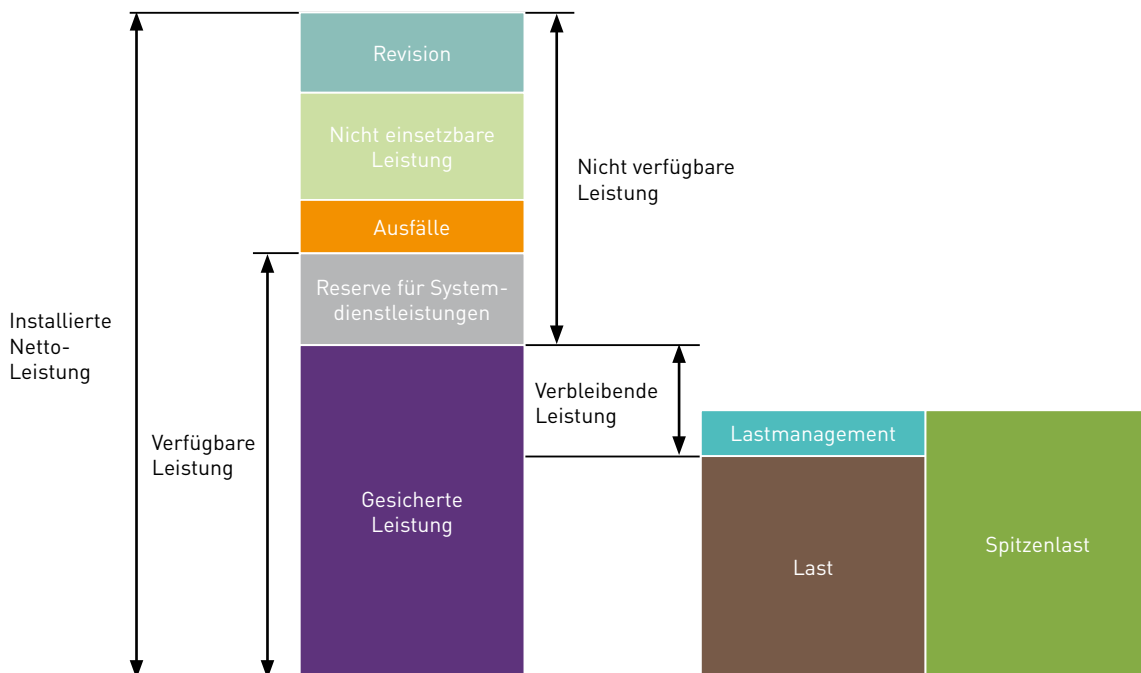 Revision
Nicht einsetzbare
Leistung
Ausfälle
Reserve für System-
dienstleistungen
Gesicherte
Leistung
Installierte
Netto-
Leistung
Verfügbare
Leistung
Nicht verfügbare
Leistung
Verbleibende
Leistung
Lastmanagement
Last
Spitzenlast